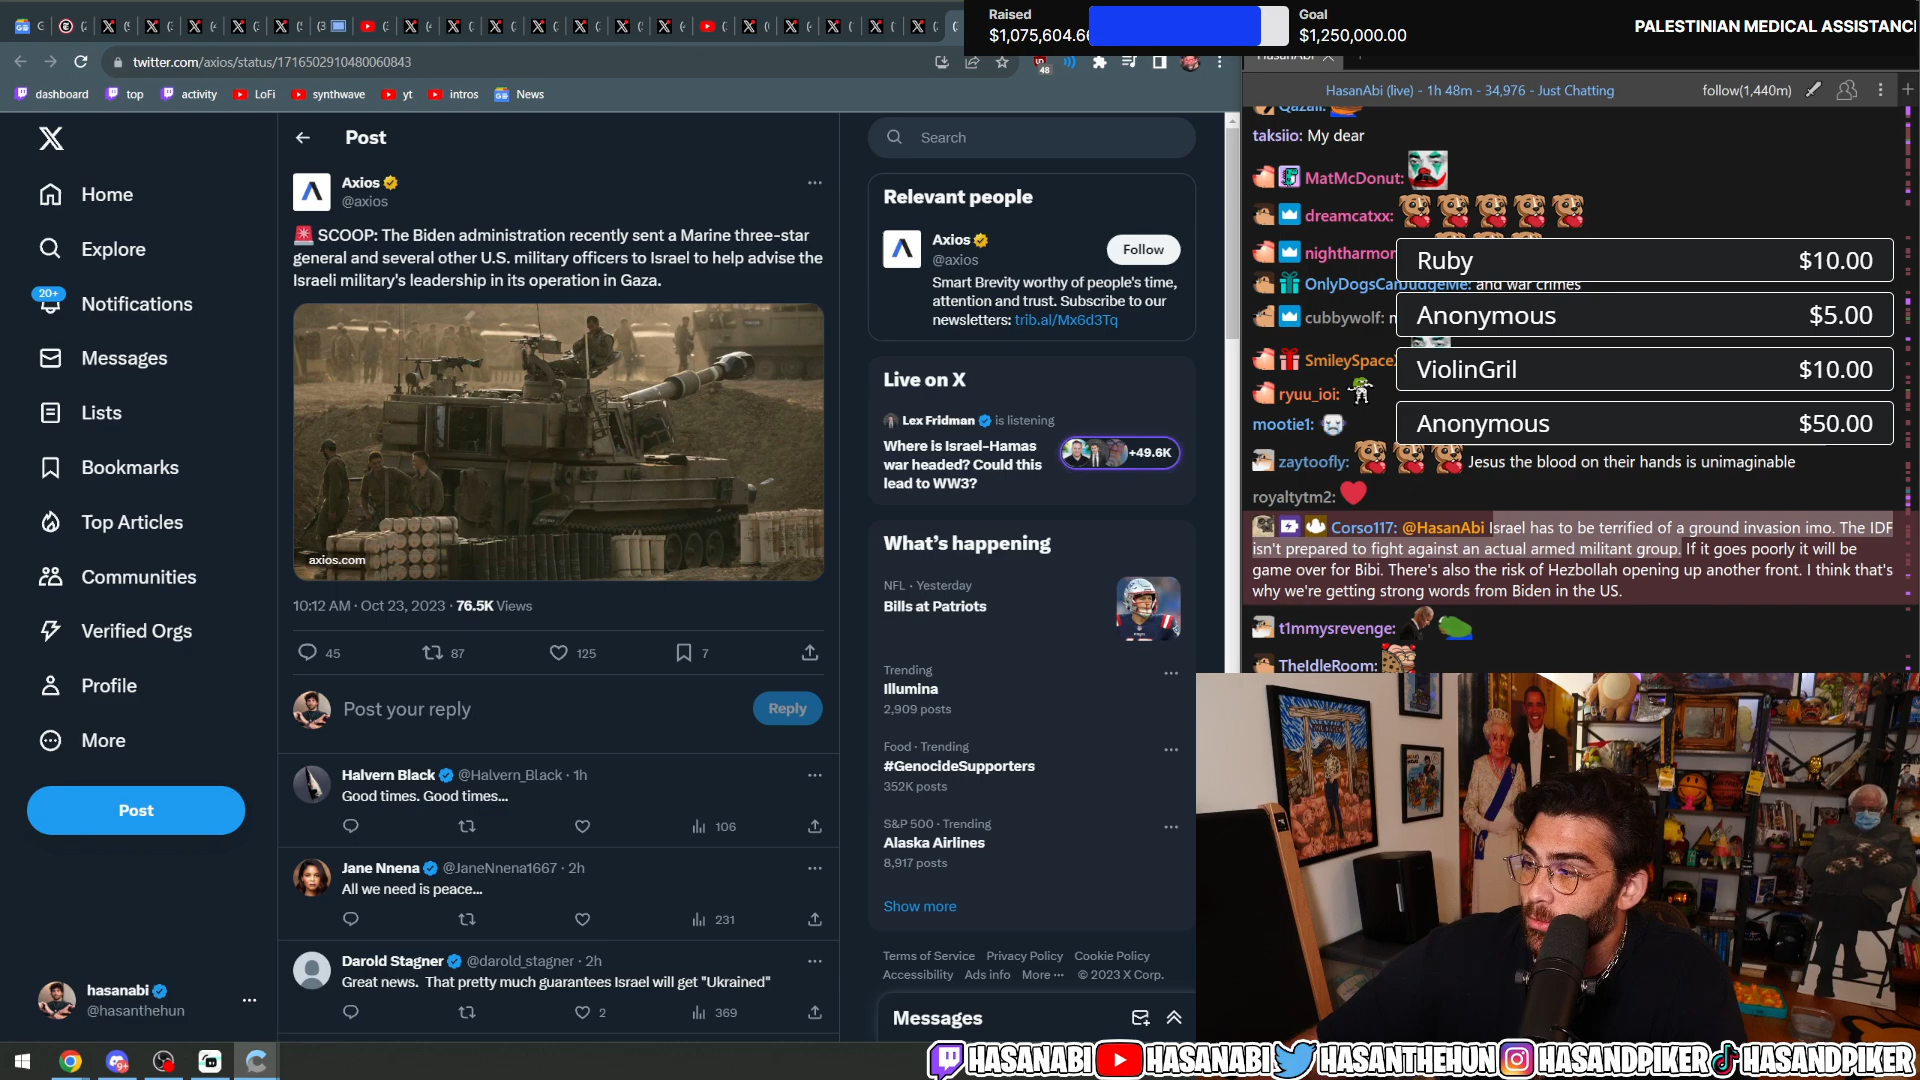 Raised
Goal
$1,075,604.6
$1,250,000.00
PALESTINIAN MEDICAL ASSISTANC
twitter.com/axios/status/1716502910480060843
48
HasanAbi
dashboard
top
activity
LoFi
synthwave
yt
intros
News
HasanAbi (live) - 1h 48m - 34,976 - Just Chatting
follow(1,440m)
Home
Explore
20+
Notifications
Messages
Lists
Bookmarks
Top Articles
Communities
Verified Orgs
Profile
More
Post
hasanabi
@hasanthehun
Post
Axios
@axios
SCOOP: The Biden administration recently sent a Marine three-star
general and several other U.S. military officers to Israel to help advise the
Israeli military's leadership in its operation in Gaza.
axios.com
10:12 AM · Oct 23, 2023 · 76.5K Views
45
87
125
7
Post your reply
Reply
Halvern Black @Halvern_Black · 1h
Good times. Good times...
106
Jane Nnena @JaneNnena1667 · 2h
All we need is peace...
231
Darold Stagner @darold_stagner · 2h
Great news. That pretty much guarantees Israel will get "Ukrained"
2
369
Search
Relevant people
Axios
@axios
Follow
Smart Brevity worthy of people's time,
attention and trust. Subscribe to our
newsletters: trib.al/Mx6d3Tq
Live on X
Lex Fridman is listening
Where is Israel-Hamas
war headed? Could this
lead to WW3?
+49.6K
What's happening
NFL · Yesterday
Bills at Patriots
Trending
Illumina
2,909 posts
Food · Trending
#GenocideSupporters
352K posts
S&P 500 · Trending
Alaska Airlines
8,917 posts
Show more
Terms of Service Privacy Policy Cookie Policy
Accessibility Ads info More ··· © 2023 X Corp.
Messages
Qazali:
taksiio: My dear
MatMcDonut:
dreamcatxx:
nightharmon
OnlyDogsCanJudgeMe: and war crimes
cubbywolf:
SmileySpace
ryuu_ioi:
mootie1:
zaytoofly: Jesus the blood on their hands is unimaginable
royaltytm2:
Corso117: @HasanAbi Israel has to be terrified of a ground invasion imo. The IDF
isn't prepared to fight against an actual armed militant group. If it goes poorly it will be
game over for Bibi. There's also the risk of Hezbollah opening up another front. I think that's
why we're getting strong words from Biden in the US.
t1mmysrevenge:
TheIdleRoom:
Ruby $10.00
Anonymous $5.00
ViolinGril $10.00
Anonymous $50.00
HASANABI HASANABI HASANTHEHUN HASANDPIKER HASANDPIKER